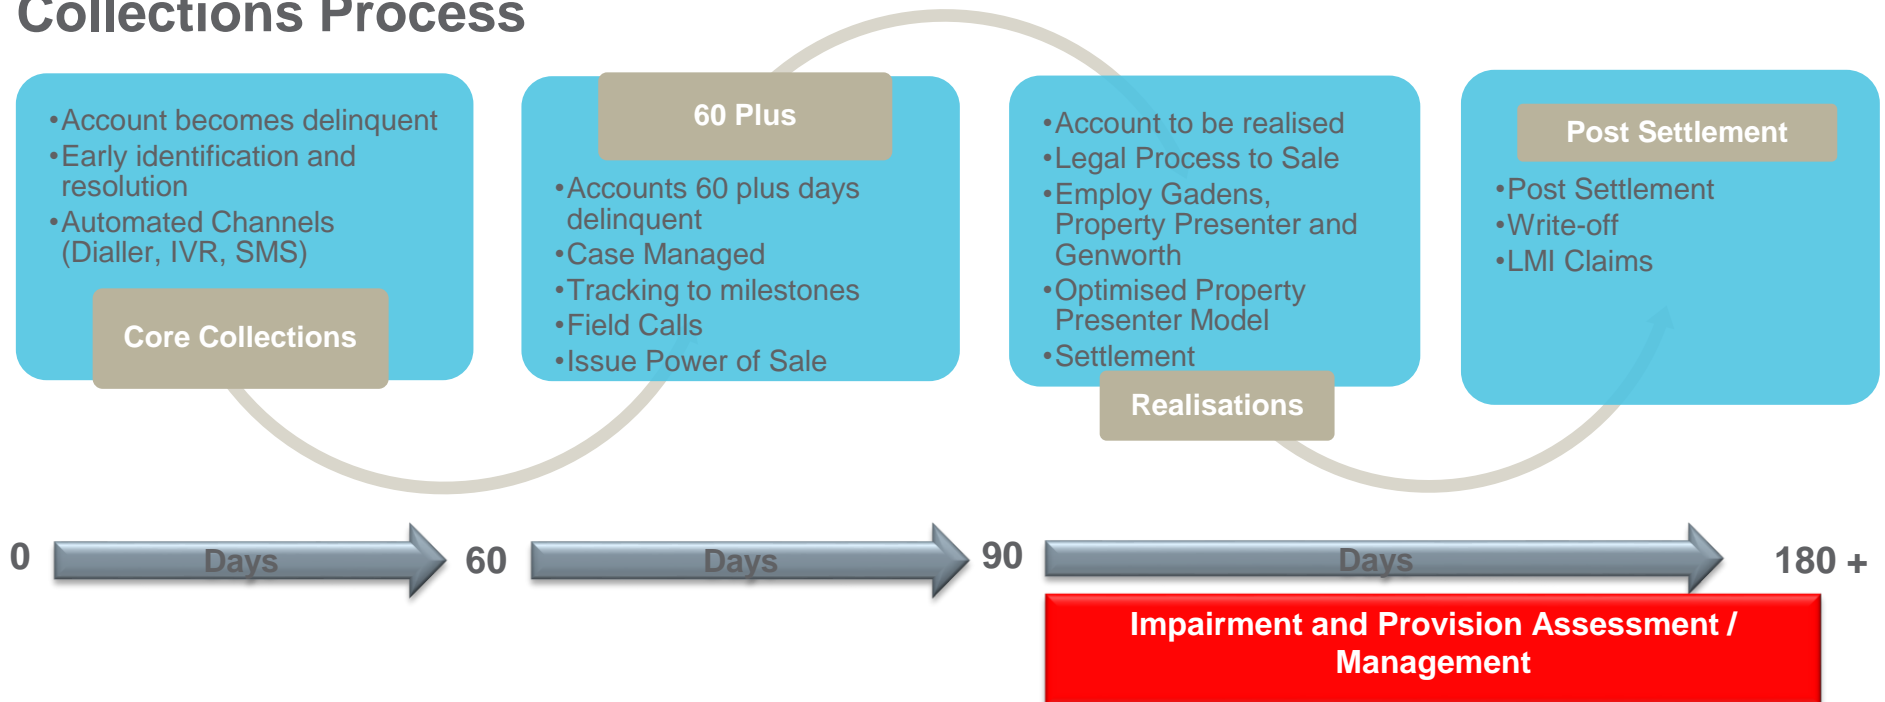 Collections Process
•Account becomes delinquent
•Early identification and
resolution
•Automated Channels
(Dialler, IVR, SMS)
Core Collections
60 Plus
•Accounts 60 plus days
delinquent
•Case Managed
•Tracking to milestones
•Field Calls
•Issue Power of Sale
•Account to be realised
•Legal Process to Sale
•Employ Gadens,
Property Presenter and
Genworth
•Optimised Property
Presenter Model
•Settlement
Realisations
Post Settlement
•Post Settlement
•Write-off
•LMI Claims
0
Days
60
Days
90
Days
180 +
Impairment and Provision Assessment /
Management